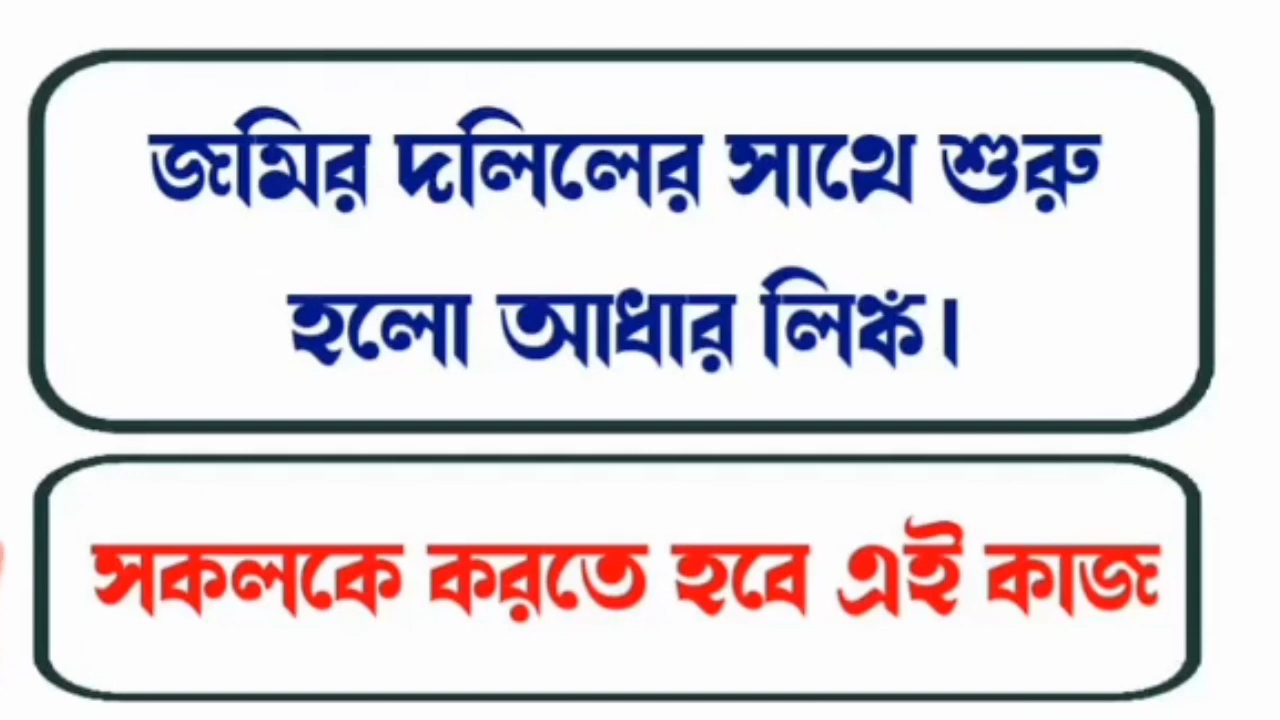 জমির দলিলের সাথে শুরু
হলো আধার লিঙ্ক।
সকলকে করতে হবে এই কাজ